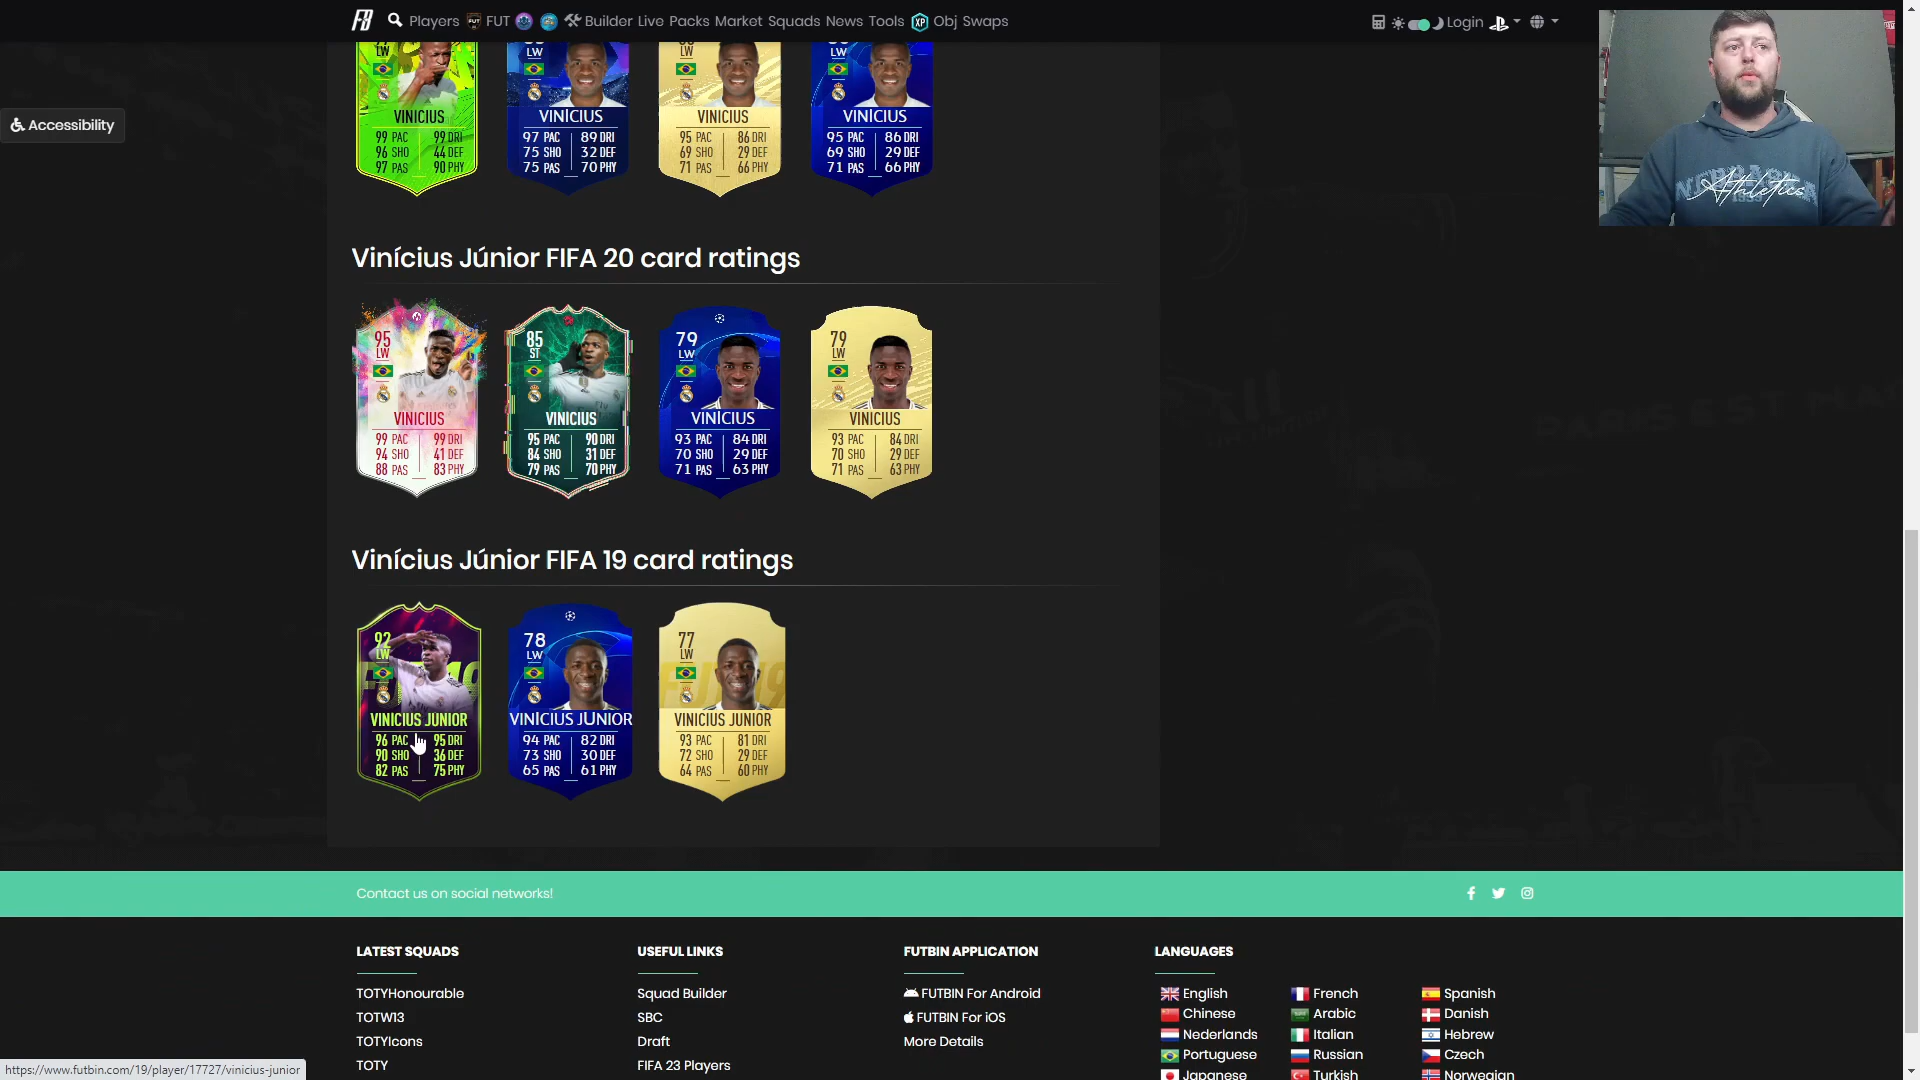 Players FUT Builder Live Packs Market Squads News Tools XP Obj Swaps Login
Accessibility
LW LW LW LW
VINICIUS VINÍCIUS VINICIUS VINÍCIUS
99 PAC 99 DRI 97 PAC 89 DRI 95 PAC 86 DRI 95 PAC 86 DRI
96 SHO 44 DEF 75 SHO 32 DEF 69 SHO 29 DEF 69 SHO 29 DEF
97 PAS 90 PHY 75 PAS 70 PHY 71 PAS 66 PHY 71 PAS 66 PHY
Vinícius Júnior FIFA 20 card ratings
95 85 79 79
LW ST LW LW
VINICIUS VINICIUS VINÍCIUS VINICIUS
99 PAC 99 DRI 95 PAC 90 DRI 93 PAC 84 DRI 93 PAC 84 DRI
94 SHO 41 DEF 84 SHO 31 DEF 70 SHO 29 DEF 70 SHO 29 DEF
88 PAS 83 PHY 79 PAS 70 PHY 71 PAS 63 PHY 71 PAS 63 PHY
Vinícius Júnior FIFA 19 card ratings
92 78 77
LW LW LW
VINICIUS JUNIOR VINÍCIUS JÚNIOR VINICIUS JUNIOR
96 PAC 95 DRI 94 PAC 82 DRI 93 PAC 81 DRI
90 SHO 36 DEF 73 SHO 30 DEF 72 SHO 29 DEF
82 PAS 75 PHY 65 PAS 61 PHY 64 PAS 60 PHY
Contact us on social networks!
LATEST SQUADS USEFUL LINKS FUTBIN APPLICATION LANGUAGES
TOTYHonourable Squad Builder FUTBIN For Android English French Spanish
TOTW13 SBC FUTBIN For iOS Chinese Arabic Danish
Nederlands Italian Hebrew
TOTYIcons Draft More Details
Portuguese Russian Czech
TOTY FIFA 23 Players
Japanese Turkish Norwegian
https://www.futbin.com/19/player/17727/vinicius-junior
Athletics